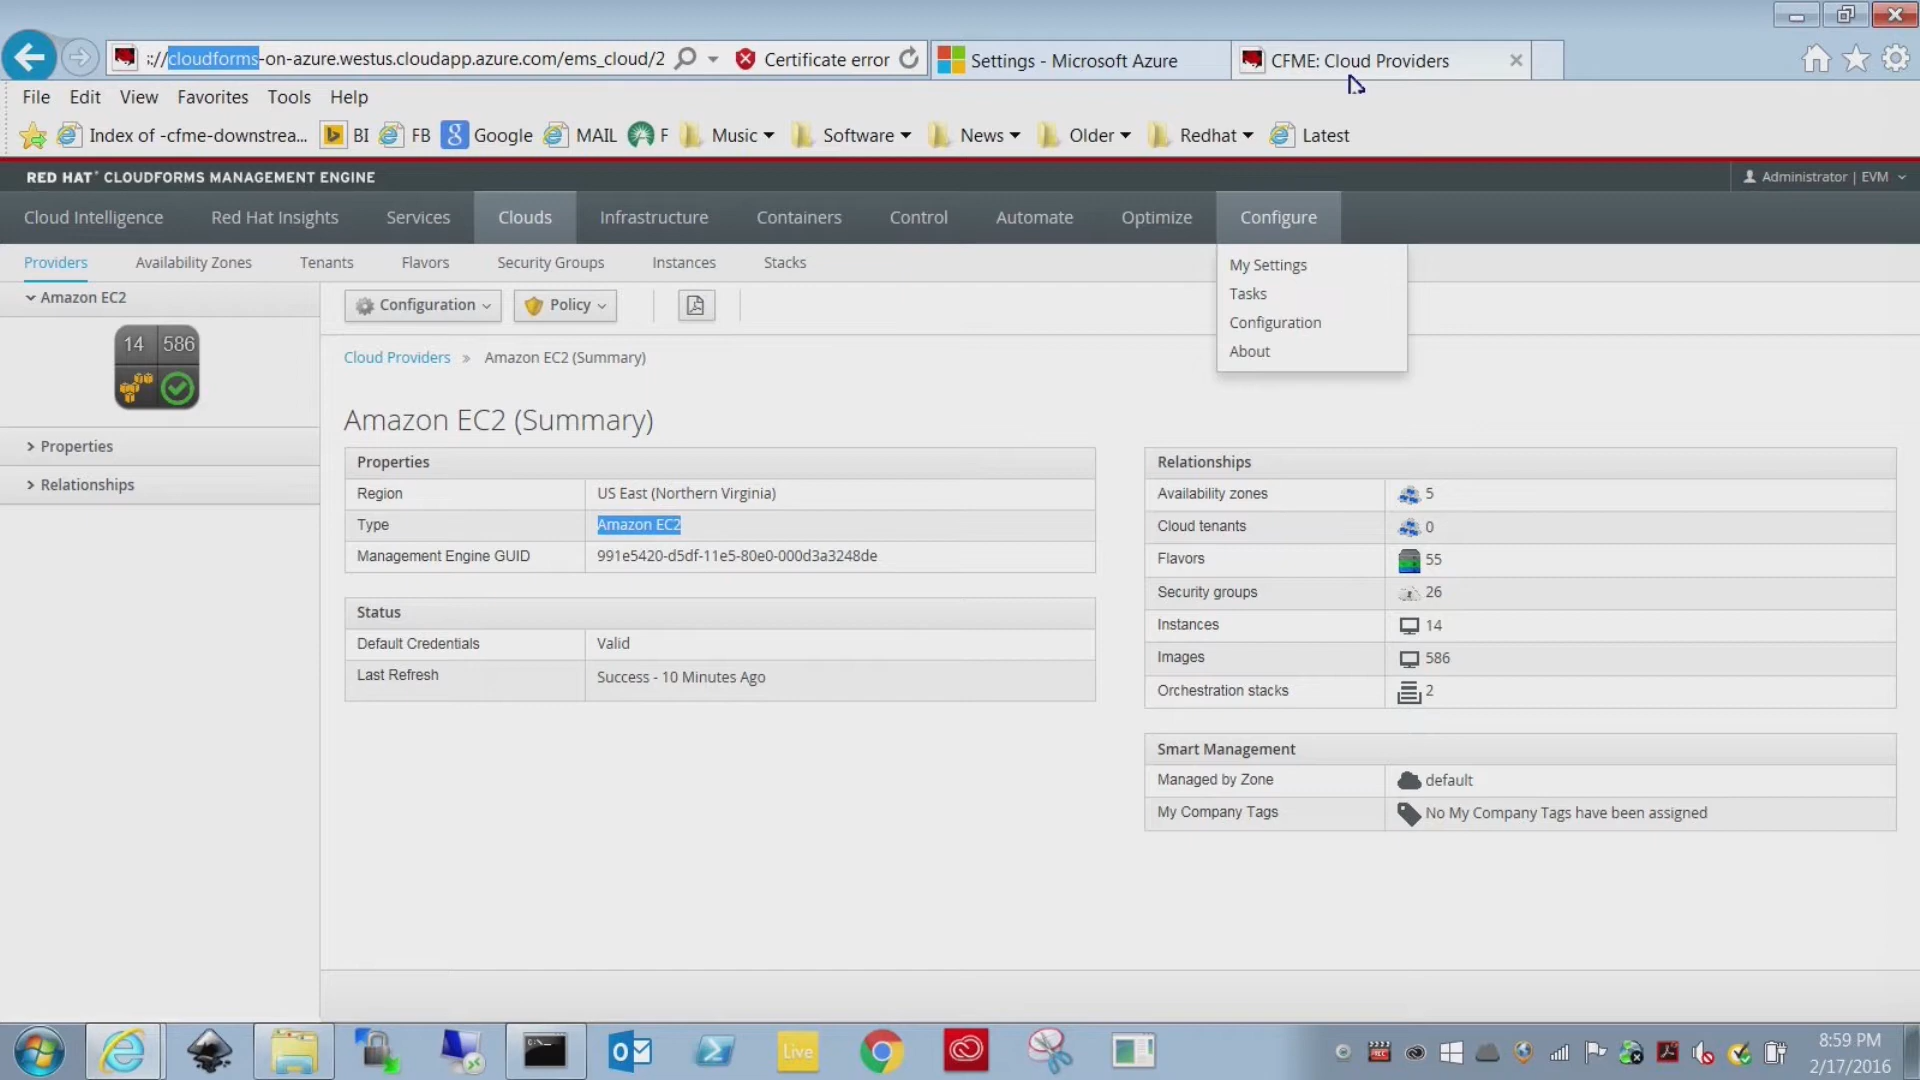 ://cloudforms-on-azure.westus.cloudapp.azure.com/ems_cloud/2
Certificate error
Settings - Microsoft Azure
CFME: Cloud Providers
File Edit View Favorites Tools Help
Index of -cfme-downstrea... BI FB Google MAIL F Music Software News Older Redhat Latest
RED HAT® CLOUDFORMS MANAGEMENT ENGINE
Administrator | EVM
Cloud Intelligence Red Hat Insights Services Clouds Infrastructure Containers Control Automate Optimize Configure
Providers Availability Zones Tenants Flavors Security Groups Instances Stacks
My Settings
Tasks
Configuration
About
Amazon EC2
14 586
Properties
Relationships
Configuration Policy
Cloud Providers » Amazon EC2 (Summary)
Amazon EC2 (Summary)
Properties
Region US East (Northern Virginia)
Type Amazon EC2
Management Engine GUID 991e5420-d5df-11e5-80e0-000d3a3248de
Status
Default Credentials Valid
Last Refresh Success - 10 Minutes Ago
Relationships
Availability zones 5
Cloud tenants 0
Flavors 55
Security groups 26
Instances 14
Images 586
Orchestration stacks 2
Smart Management
Managed by Zone default
My Company Tags No My Company Tags have been assigned
Live
8:59 PM
2/17/2016